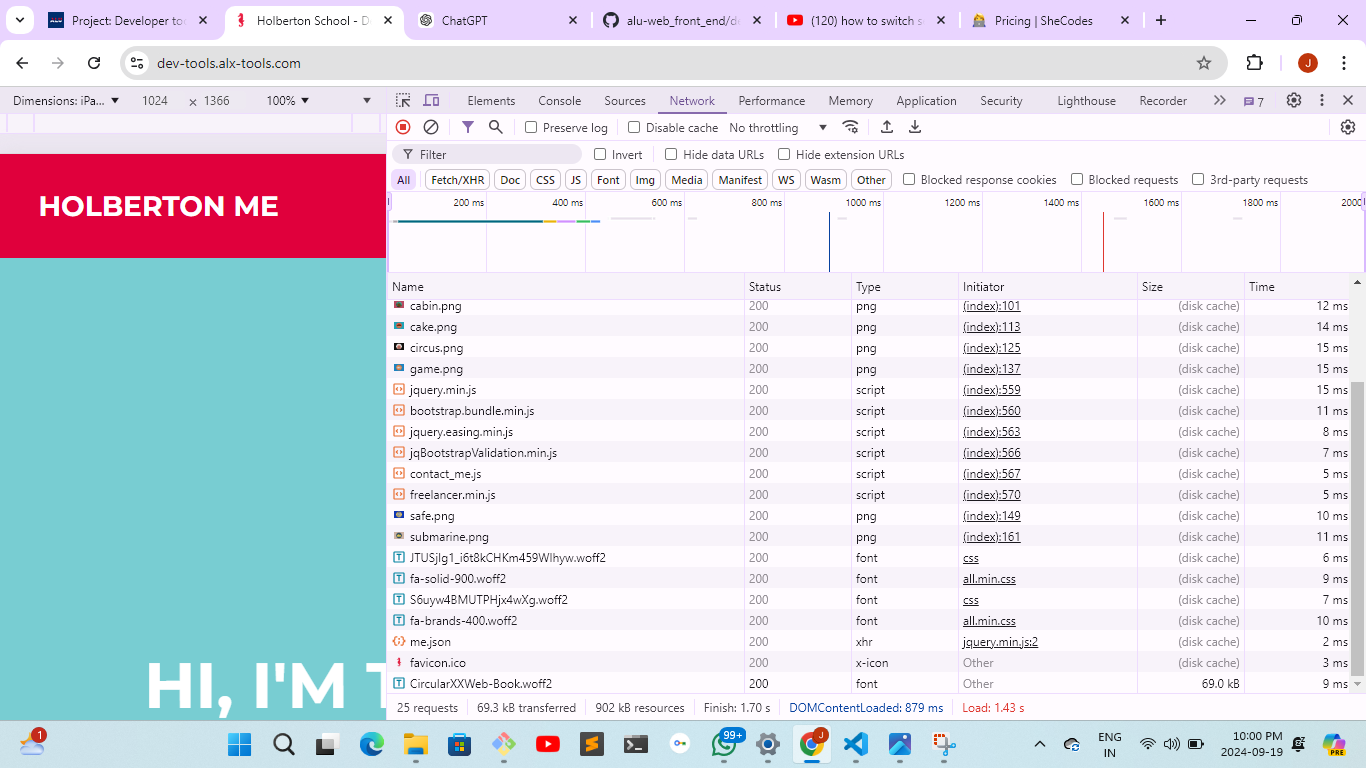 Project: Developer to
Holberton School - D
ChatGPT
alu-web_front_end/de
(120) how to switch s
Pricing | SheCodes
dev-tools.alx-tools.com
J
Dimensions: iPa... 1024 × 1366 100%
Elements Console Sources Network Performance Memory Application Security Lighthouse Recorder 7
Preserve log Disable cache No throttling
Filter Invert Hide data URLs Hide extension URLs
All Fetch/XHR Doc CSS JS Font Img Media Manifest WS Wasm Other Blocked response cookies Blocked requests 3rd-party requests
200 ms 400 ms 600 ms 800 ms 1000 ms 1200 ms 1400 ms 1600 ms 1800 ms 2000
Name Status Type Initiator Size Time
cabin.png 200 png (index):101 (disk cache) 12 ms
cake.png 200 png (index):113 (disk cache) 14 ms
circus.png 200 png (index):125 (disk cache) 15 ms
game.png 200 png (index):137 (disk cache) 15 ms
jquery.min.js 200 script (index):559 (disk cache) 15 ms
bootstrap.bundle.min.js 200 script (index):560 (disk cache) 11 ms
jquery.easing.min.js 200 script (index):563 (disk cache) 8 ms
jqBootstrapValidation.min.js 200 script (index):566 (disk cache) 7 ms
contact_me.js 200 script (index):567 (disk cache) 5 ms
freelancer.min.js 200 script (index):570 (disk cache) 5 ms
safe.png 200 png (index):149 (disk cache) 10 ms
submarine.png 200 png (index):161 (disk cache) 11 ms
JTUSjIg1_i6t8kCHKm459Wlhyw.woff2 200 font css (disk cache) 6 ms
fa-solid-900.woff2 200 font all.min.css (disk cache) 9 ms
S6uyw4BMUTPHjx4wXg.woff2 200 font css (disk cache) 7 ms
fa-brands-400.woff2 200 font all.min.css (disk cache) 10 ms
me.json 200 xhr jquery.min.js:2 (disk cache) 2 ms
favicon.ico 200 x-icon Other (disk cache) 3 ms
CircularXXWeb-Book.woff2 200 font Other 69.0 kB 9 ms
25 requests 69.3 kB transferred 902 kB resources Finish: 1.70 s DOMContentLoaded: 879 ms Load: 1.43 s
HOLBERTON ME
HI, I'M T
1
99+
J
ENG
IN
10:00 PM
2024-09-19
PRE